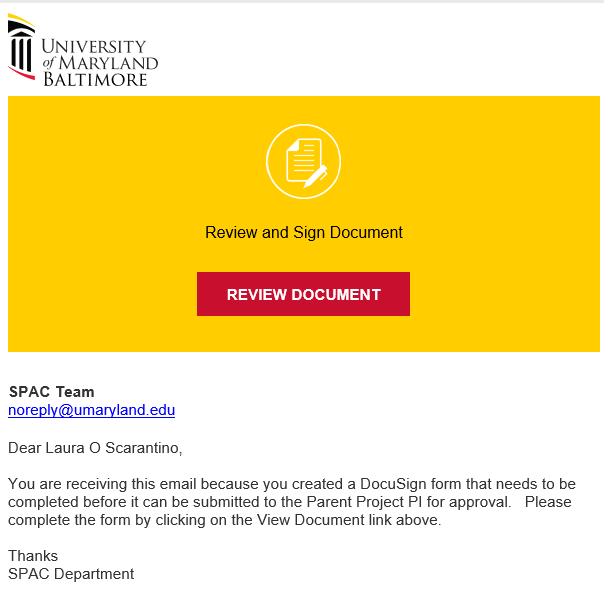 UNIVERSITY
of MARYLAND
BALTIMORE
Review and Sign Document
REVIEW DOCUMENT
SPAC Team
noreply@umaryland.edu
Dear Laura O Scarantino,
You are receiving this email because you created a DocuSign form that needs to be
completed before it can be submitted to the Parent Project PI for approval.   Please
complete the form by clicking on the View Document link above.
Thanks
SPAC Department